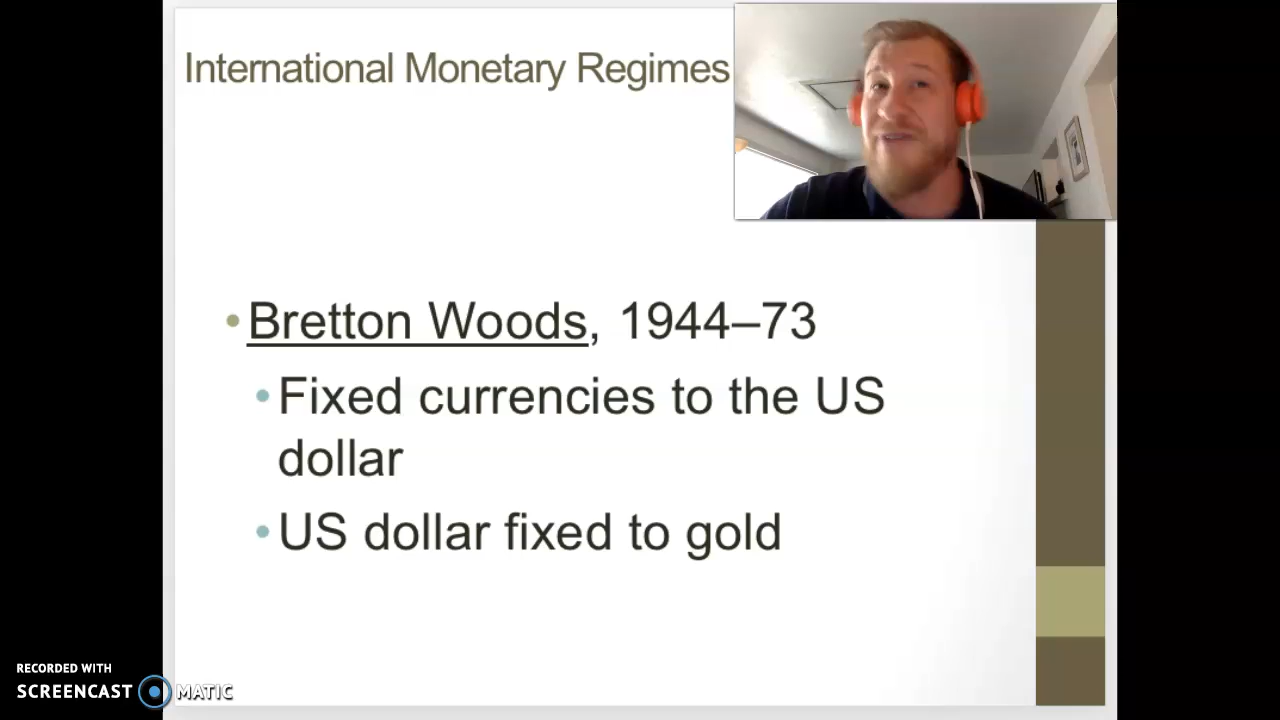 International Monetary Regimes
• Bretton Woods, 1944–73
• Fixed currencies to the US
dollar
• US dollar fixed to gold
RECORDED WITH
SCREENCAST MATIC